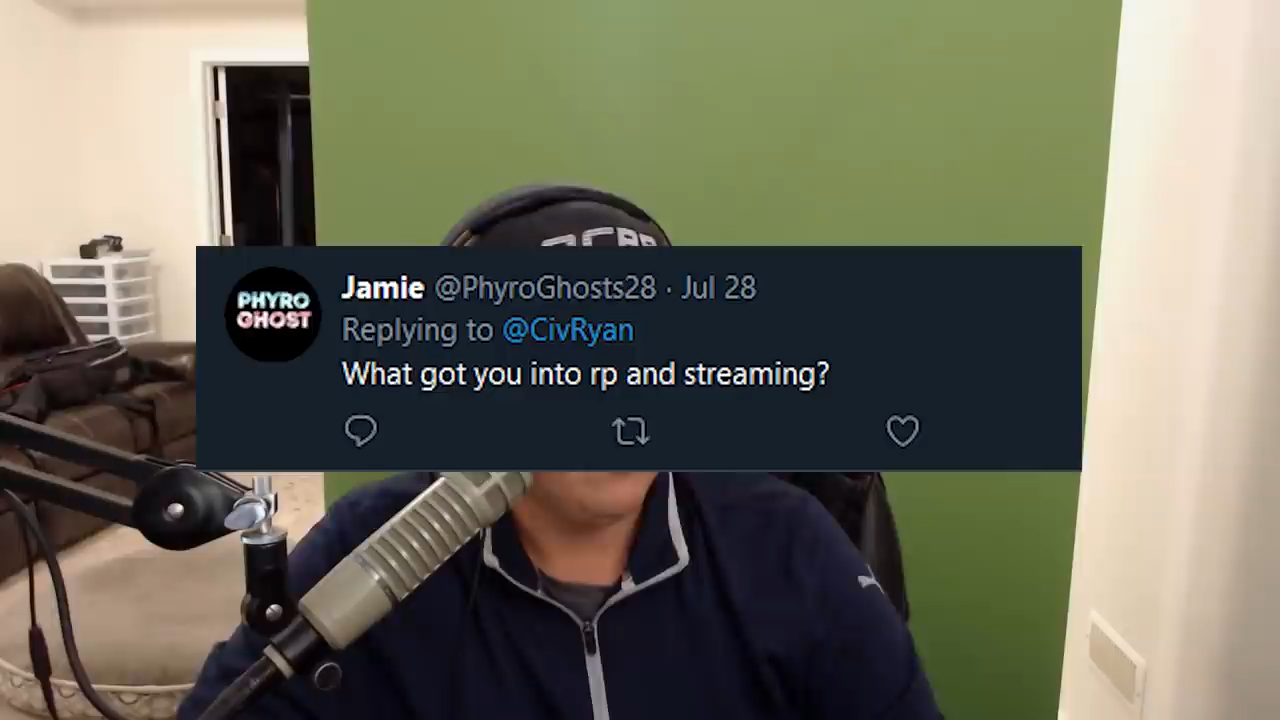 PHYRO
GHOST
Jamie @PhyroGhosts28 · Jul 28
Replying to @CivRyan
What got you into rp and streaming?